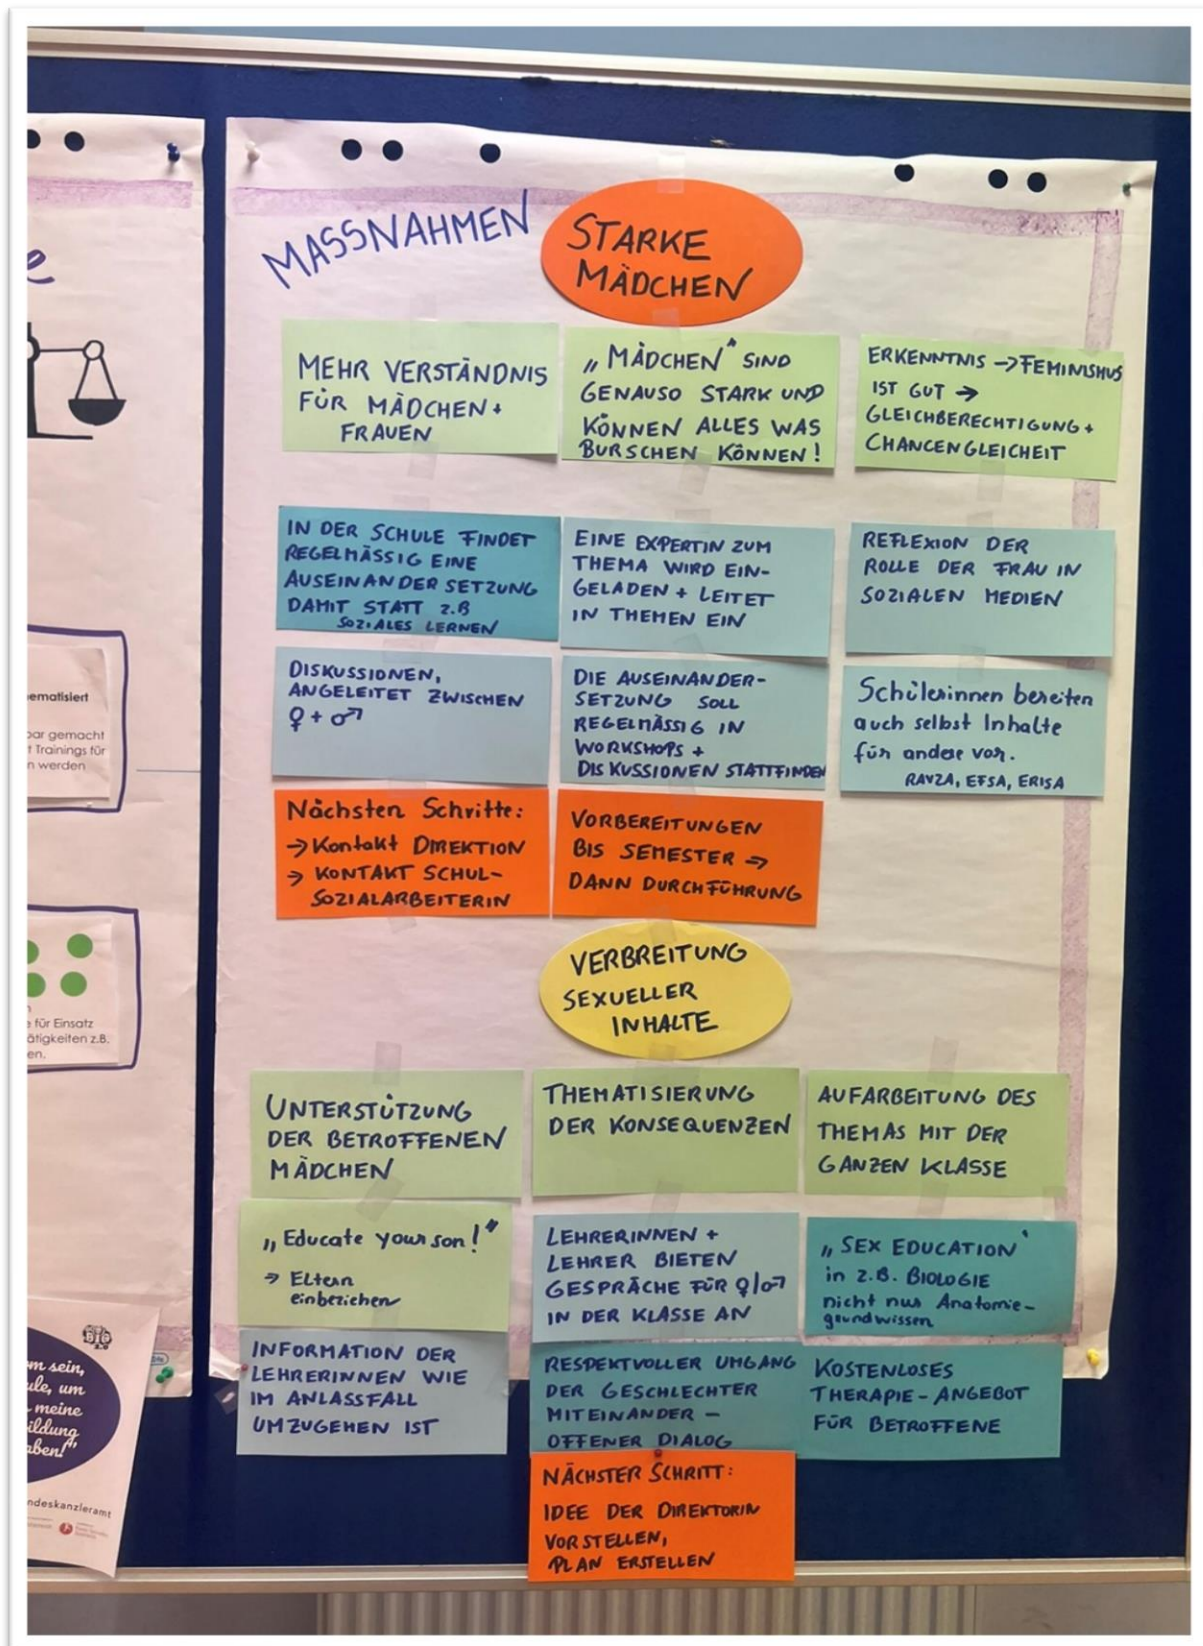 MASSNAHMEN
STARKE
MÄDCHEN
MEHR VERSTÄNDNIS
FÜR MÄDCHEN +
FRAUEN
„MÄDCHEN" SIND
GENAUSO STARK UND
KÖNNEN ALLES WAS
BURSCHEN KÖNNEN!
ERKENNTNIS → FEMINISMUS
IST GUT →
GLEICHBERECHTIGUNG +
CHANCENGLEICHEIT
IN DER SCHULE FINDET
REGELMÄSSIG EINE
AUSEINANDERSETZUNG
DAMIT STATT z.B
SOZIALES LERNEN
EINE EXPERTIN ZUM
THEMA WIRD EIN-
GELADEN + LEITET
IN THEMEN EIN
REFLEXION DER
ROLLE DER FRAU IN
SOZIALEN MEDIEN
DISKUSSIONEN,
ANGELEITET ZWISCHEN
♀ + ♂
DIE AUSEINANDER-
SETZUNG SOLL
REGELMÄSSIG IN
WORKSHOPS +
DISKUSSIONEN STATTFINDEN
Schülerinnen bereiten
auch selbst Inhalte
für andere vor.
RAVZA, EFSA, ERISA
Nächsten Schritte:
→ Kontakt DIREKTION
→ KONTAKT SCHUL-
SOZIALARBEITERIN
VORBEREITUNGEN
BIS SEMESTER ⇒
DANN DURCHFÜHRUNG
VERBREITUNG
SEXUELLER
INHALTE
UNTERSTÜTZUNG
DER BETROFFENEN
MÄDCHEN
THEMATISIERUNG
DER KONSEQUENZEN
AUFARBEITUNG DES
THEMAS MIT DER
GANZEN KLASSE
„Educate your son!"
→ Eltern
einbeziehen
LEHRERINNEN +
LEHRER BIETEN
GESPRÄCHE FÜR ♀/♂
IN DER KLASSE AN
„SEX EDUCATION"
in z.B. BIOLOGIE
nicht nur Anatomie-
grundwissen
INFORMATION DER
LEHRERINNEN WIE
IM ANLASSFALL
UMZUGEHEN IST
RESPEKTVOLLER UMGANG
DER GESCHLECHTER
MITEINANDER -
OFFENER DIALOG
KOSTENLOSES
THERAPIE-ANGEBOT
FÜR BETROFFENE
NÄCHSTER SCHRITT:
IDEE DER DIREKTORIN
VORSTELLEN,
PLAN ERSTELLEN
e
ematisiert
bar gemacht
t Trainings für
n werden
e für Einsatz
ätigkeiten z.B.
en.
m sein,
ule, um
meine
ildung
aben!"
ndeskanzleramt